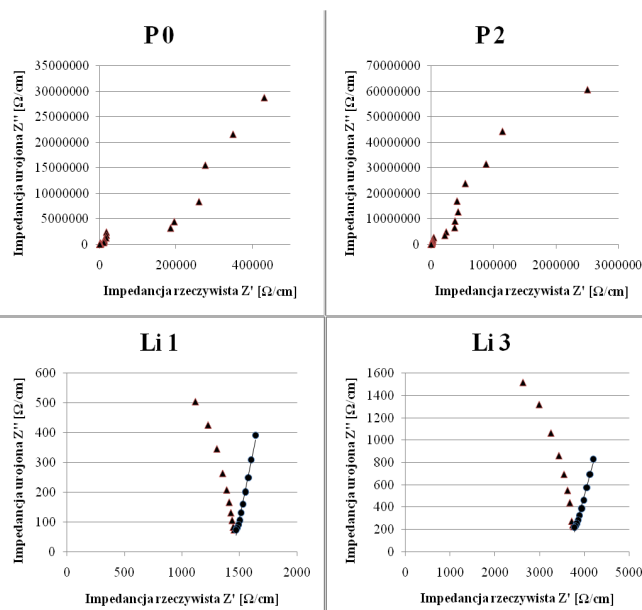 P 0
Impedancja urojona Z'' [Ω/cm]
35000000
30000000
25000000
20000000
15000000
10000000
5000000
0
0 200000 400000
Impedancja rzeczywista Z' [Ω/cm]
P 2
Impedancja urojona Z'' [Ω/cm]
70000000
60000000
50000000
40000000
30000000
20000000
10000000
0
0 1000000 2000000 3000000
Impedancja rzeczywista Z' [Ω/cm]
Li 1
Impedancja urojona Z'' [Ω/cm]
600
500
400
300
200
100
0
0 500 1000 1500 2000
Impedancja rzeczywista Z' [Ω/cm]
Li 3
Impedancja urojona Z'' [Ω/cm]
1600
1400
1200
1000
800
600
400
200
0
0 1000 2000 3000 4000 5000
Impedancja rzeczywista Z' [Ω/cm]